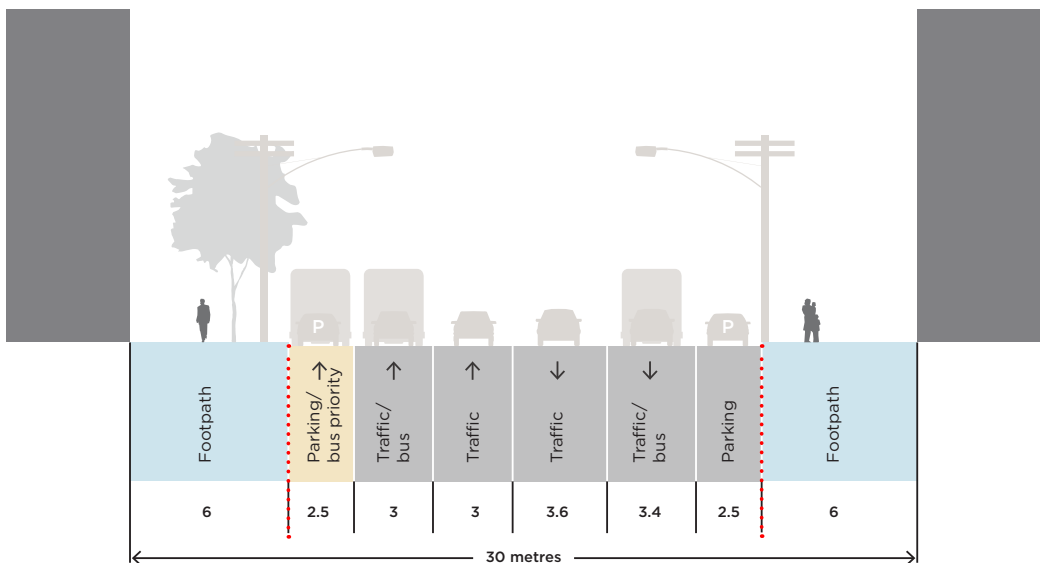 P
P
Footpath
Parking/
bus priority
Traffic/
bus
Traffic
Traffic
Traffic/
bus
Parking
Footpath
6
2.5
3
3
3.6
3.4
2.5
6
30 metres